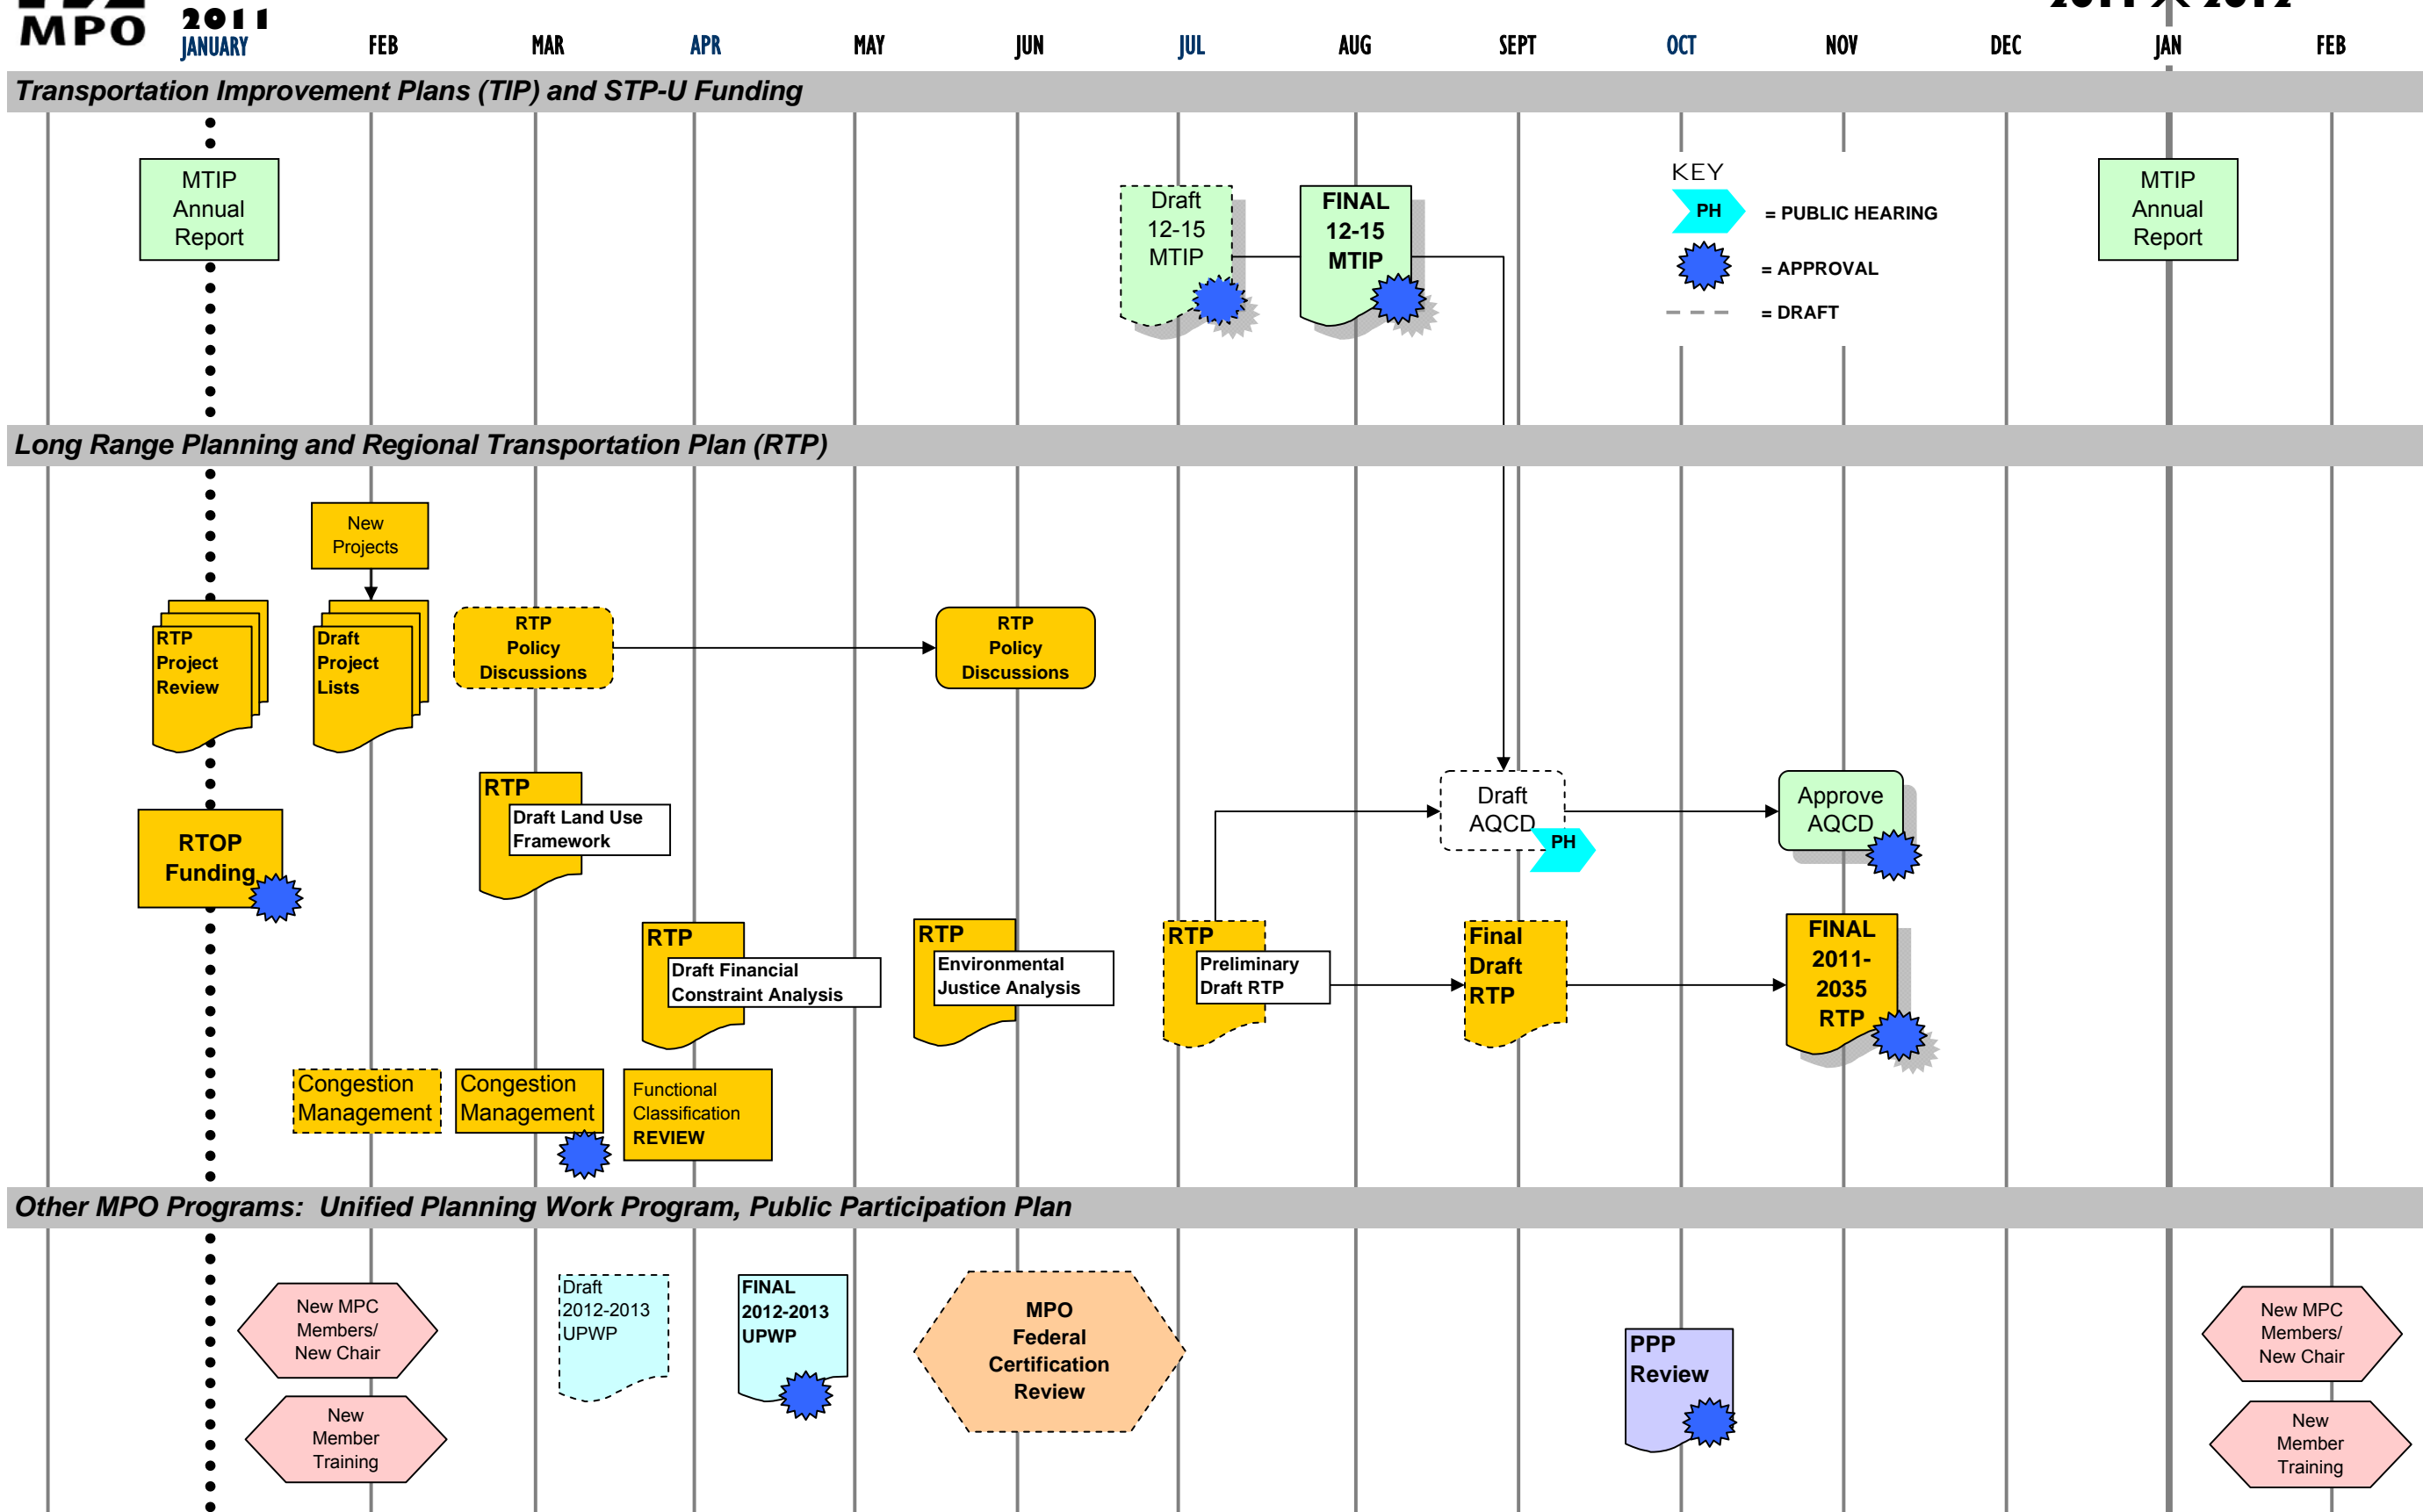 MPO
2011
JANUARY FEB MAR APR MAY JUN JUL AUG SEPT OCT NOV DEC JAN FEB
Transportation Improvement Plans (TIP) and STP-U Funding
MTIP
Annual
Report
Draft
12-15
MTIP
FINAL
12-15
MTIP
KEY
PH = PUBLIC HEARING
= APPROVAL
= DRAFT
MTIP
Annual
Report
Long Range Planning and Regional Transportation Plan (RTP)
New
Projects
RTP
Project
Review
Draft
Project
Lists
RTP
Policy
Discussions
RTP
Policy
Discussions
RTP
Draft Land Use
Framework
RTOP
Funding
Draft
AQCD
PH
Approve
AQCD
RTP
Draft Financial
Constraint Analysis
RTP
Environmental
Justice Analysis
RTP
Preliminary
Draft RTP
Final
Draft
RTP
FINAL
2011-
2035
RTP
Congestion
Management
Congestion
Management
Functional
Classification
REVIEW
Other MPO Programs: Unified Planning Work Program, Public Participation Plan
New MPC
Members/
New Chair
New
Member
Training
Draft
2012-2013
UPWP
FINAL
2012-2013
UPWP
MPO
Federal
Certification
Review
PPP
Review
New MPC
Members/
New Chair
New
Member
Training